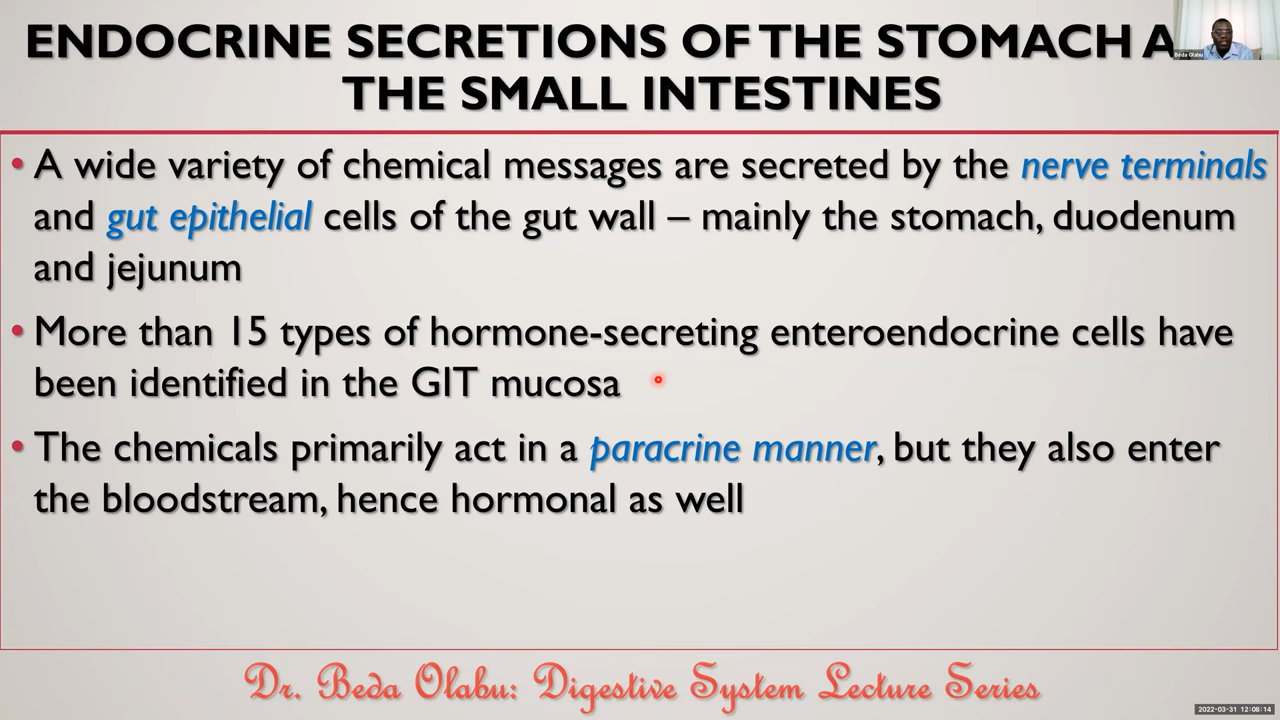 ENDOCRINE SECRETIONS OF THE STOMACH A
THE SMALL INTESTINES
Beda Olabu
• A wide variety of chemical messages are secreted by the nerve terminals
and gut epithelial cells of the gut wall – mainly the stomach, duodenum
and jejunum
• More than 15 types of hormone-secreting enteroendocrine cells have
been identified in the GIT mucosa
• The chemicals primarily act in a paracrine manner, but they also enter
the bloodstream, hence hormonal as well
Dr. Beda Olabu: Digestive System Lecture Series
2022-03-31 12:08:14